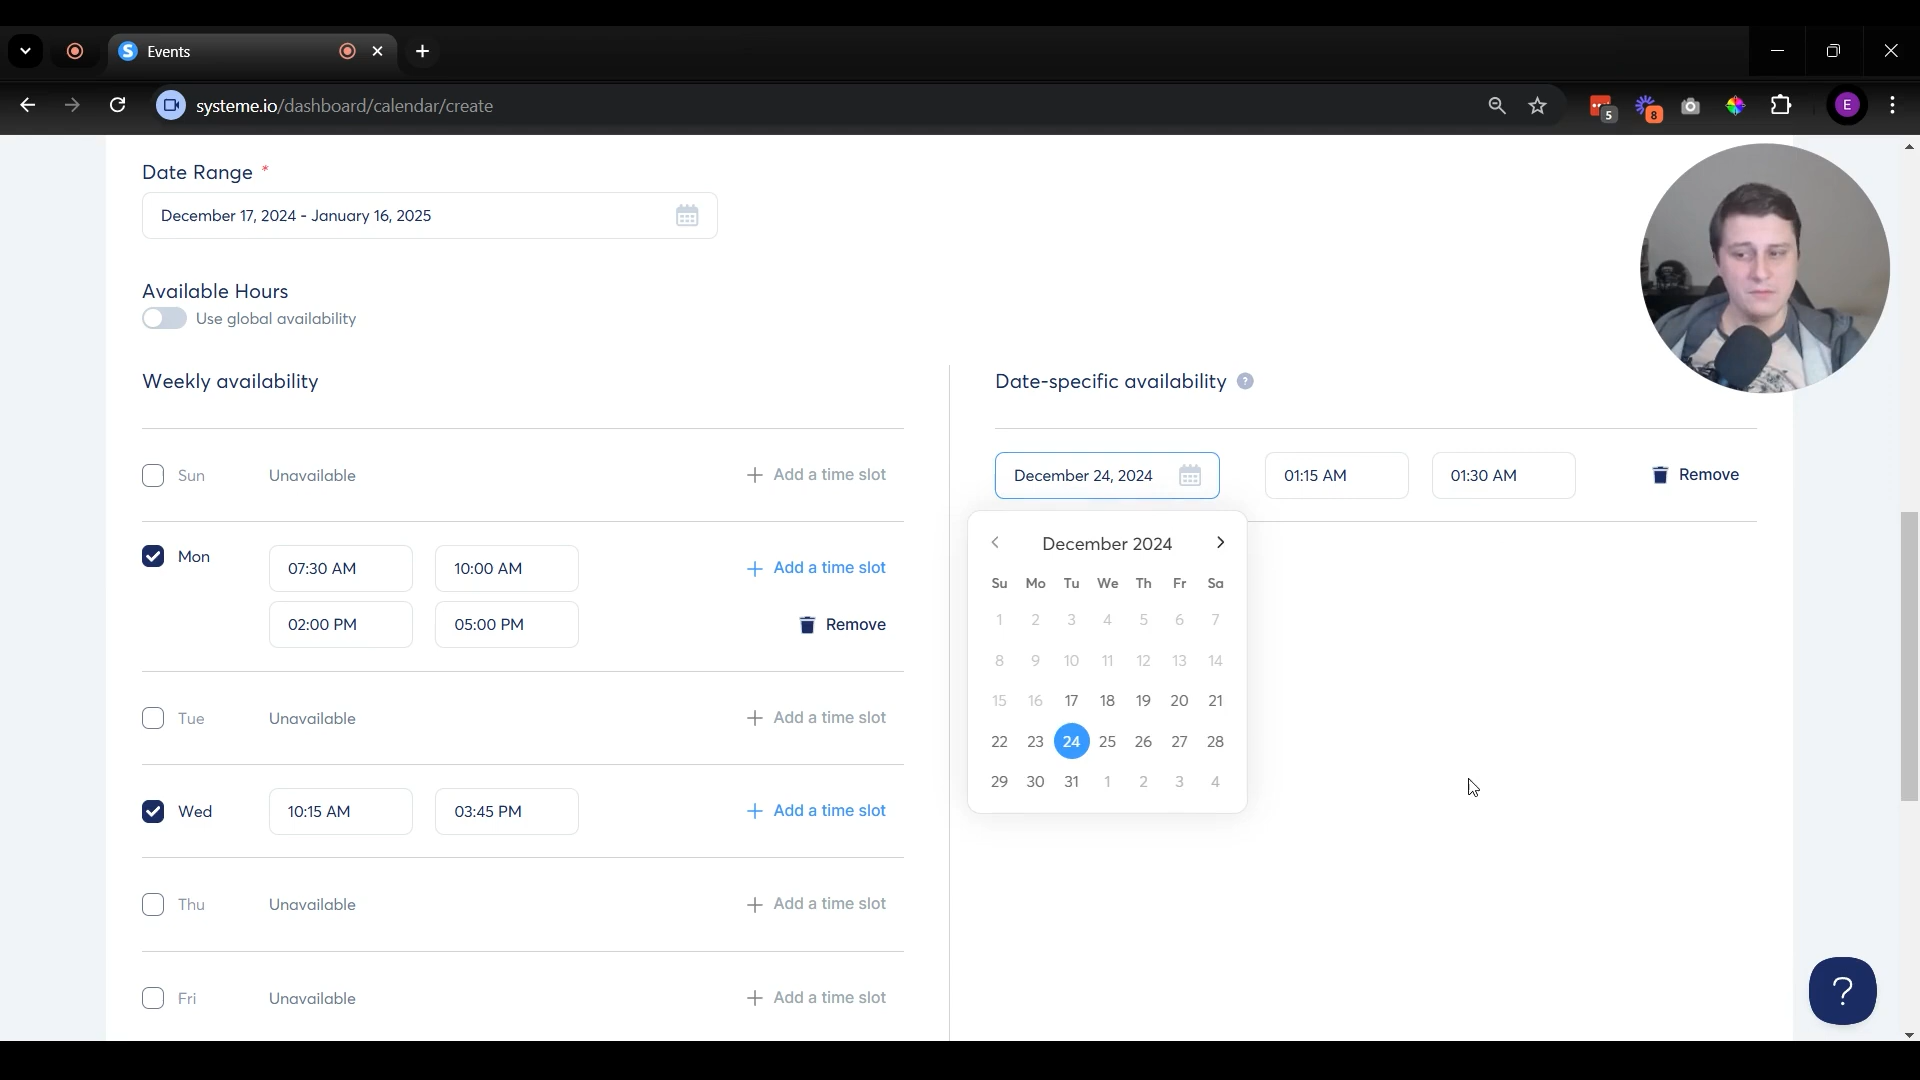 Events
systeme.io/dashboard/calendar/create
5
8
E
Date Range *
December 17, 2024 - January 16, 2025
Available Hours
Use global availability
Weekly availability
Sun Unavailable + Add a time slot
Mon 07:30 AM 10:00 AM + Add a time slot
02:00 PM 05:00 PM Remove
Tue Unavailable + Add a time slot
Wed 10:15 AM 03:45 PM + Add a time slot
Thu Unavailable + Add a time slot
Fri Unavailable + Add a time slot
Date-specific availability ?
December 24, 2024 01:15 AM 01:30 AM Remove
December 2024
Su Mo Tu We Th Fr Sa
1 2 3 4 5 6 7
8 9 10 11 12 13 14
15 16 17 18 19 20 21
22 23 24 25 26 27 28
29 30 31 1 2 3 4
?